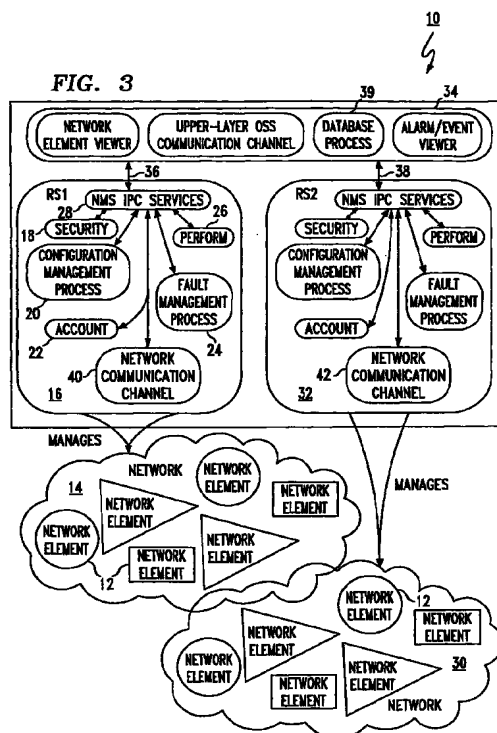 10
FIG. 3
39
34
NETWORK
ELEMENT VIEWER
UPPER-LAYER OSS
COMMUNICATION CHANNEL
DATABASE
PROCESS
ALARM/EVENT
VIEWER
36
38
RS1
NMS IPC SERVICES
28
26
18
SECURITY
PERFORM
CONFIGURATION
MANAGEMENT
PROCESS
20
FAULT
MANAGEMENT
PROCESS
24
ACCOUNT
22
40
NETWORK
COMMUNICATION
CHANNEL
16
RS2
NMS IPC SERVICES
SECURITY
PERFORM
CONFIGURATION
MANAGEMENT
PROCESS
FAULT
MANAGEMENT
PROCESS
ACCOUNT
42
NETWORK
COMMUNICATION
CHANNEL
32
MANAGES
MANAGES
14
NETWORK
NETWORK
ELEMENT
NETWORK
ELEMENT
NETWORK
ELEMENT
NETWORK
ELEMENT
NETWORK
ELEMENT
NETWORK
ELEMENT
12
12
NETWORK
ELEMENT
NETWORK
ELEMENT
NETWORK
ELEMENT
NETWORK
ELEMENT
NETWORK
ELEMENT
NETWORK
ELEMENT
30
NETWORK